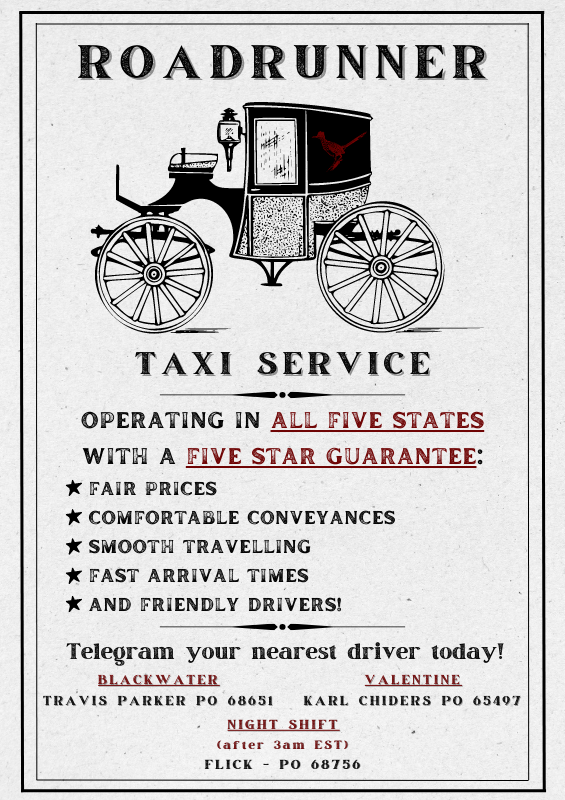 ROADRUNNER
TAXI SERVICE
OPERATING IN ALL FIVE STATES
WITH A FIVE STAR GUARANTEE:
★ FAIR PRICES
★ COMFORTABLE CONVEYANCES
★ SMOOTH TRAVELLING
★ FAST ARRIVAL TIMES
★ AND FRIENDLY DRIVERS!
Telegram your nearest driver today!
BLACKWATER VALENTINE
TRAVIS PARKER PO 68651 KARL CHIDERS PO 65497
NIGHT SHIFT
(after 3am EST)
FLICK - PO 68756